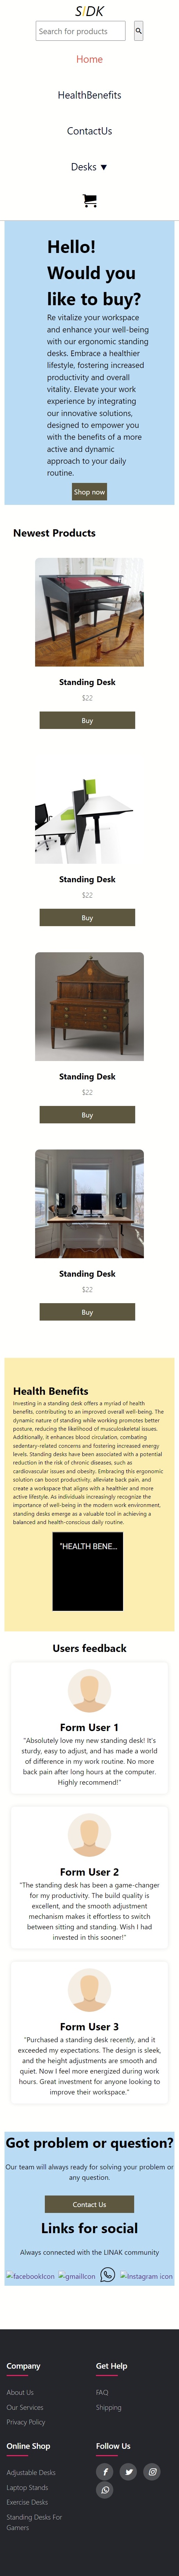 S/DK
Search for products
Home
HealthBenefits
ContactUs
Desks ▼
Hello!
Would you
like to buy?
Re vitalize your workspace
and enhance your well-being
with our ergonomic standing
desks. Embrace a healthier
lifestyle, fostering increased
productivity and overall
vitality. Elevate your work
experience by integrating
our innovative solutions,
designed to empower you
with the benefits of a more
active and dynamic
approach to your daily
routine.
Shop now
Newest Products
Standing Desk
$22
Buy
Standing Desk
$22
Buy
Standing Desk
$22
Buy
Standing Desk
$22
Buy
Health Benefits
Investing in a standing desk offers a myriad of health
benefits, contributing to an improved overall well-being. The
dynamic nature of standing while working promotes better
posture, reducing the likelihood of musculoskeletal issues.
Additionally, it enhances blood circulation, combating
sedentary-related concerns and fostering increased energy
levels. Standing desks have been associated with a potential
reduction in the risk of chronic diseases, such as
cardiovascular issues and obesity. Embracing this ergonomic
solution can boost productivity, alleviate back pain, and
create a workspace that aligns with a healthier and more
active lifestyle. As individuals increasingly recognize the
importance of well-being in the modern work environment,
standing desks emerge as a valuable tool in achieving a
balanced and health-conscious daily routine.
"HEALTH BENE...
Users feedback
Form User 1
"Absolutely love my new standing desk! It's
sturdy, easy to adjust, and has made a world
of difference in my work routine. No more
back pain after long hours at the computer.
Highly recommend!"
Form User 2
"The standing desk has been a game-changer
for my productivity. The build quality is
excellent, and the smooth adjustment
mechanism makes it effortless to switch
between sitting and standing. Wish I had
invested in this sooner!"
Form User 3
"Purchased a standing desk recently, and it
exceeded my expectations. The design is sleek,
and the height adjustments are smooth and
quiet. Now I feel more energized during work
hours. Great investment for anyone looking to
improve their workspace."
Got problem or question?
Our team will always ready for solving your problem or
any question.
Contact Us
Links for social
Always connected with the LINAK community
facebookIcon gmailIcon instagram icon
Company
About Us
Our Services
Privacy Policy
Get Help
FAQ
Shipping
Online Shop
Adjustable Desks
Laptop Stands
Exercise Desks
Standing Desks For
Gamers
Follow Us